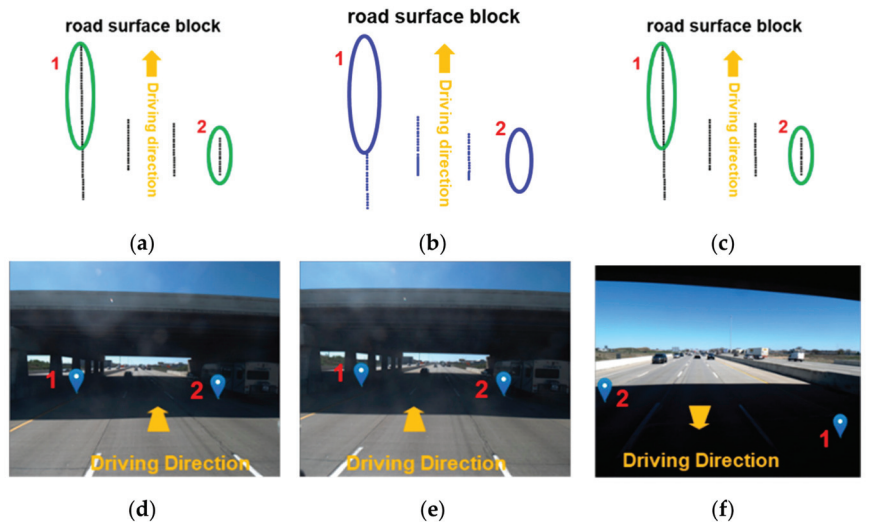 road surface block
1
Driving direction
2
(a)
road surface block
1
Driving direction
2
(b)
road surface block
1
Driving direction
2
(c)
1
2
Driving Direction
(d)
1
2
Driving Direction
(e)
2
1
Driving Direction
(f)